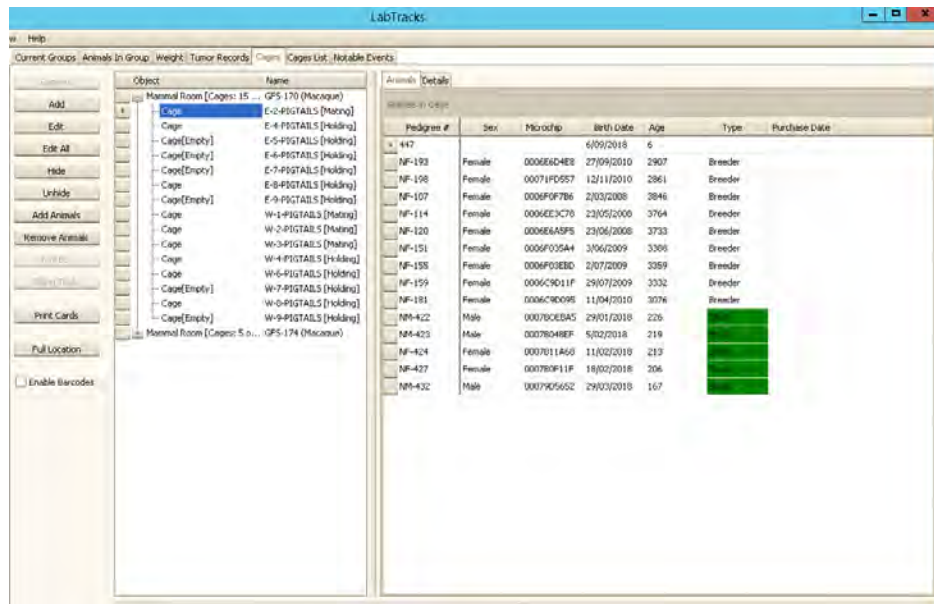 LabTracks
Help
Current Groups Animals In Group Weight Tumor Records Cages Cages List Notable Events
Add
Edit
Edit All
Hide
Unhide
Add Animals
Remove Animals
Print Cards
Full Location
Enable Barcodes
Object Name
Mammal Room [Cages: 15 ... GFS-170 (Macaque)
Cage E-2-PIGTAILS [Mating]
Cage E-4-PIGTAILS [Holding]
Cage[Empty] E-5-PIGTAILS [Holding]
Cage[Empty] E-6-PIGTAILS [Holding]
Cage[Empty] E-7-PIGTAILS [Holding]
Cage E-8-PIGTAILS [Holding]
Cage[Empty] E-9-PIGTAILS [Holding]
Cage W-1-PIGTAILS [Mating]
Cage W-2-PIGTAILS [Mating]
Cage W-3-PIGTAILS [Mating]
Cage W-4-PIGTAILS [Holding]
Cage W-6-PIGTAILS [Holding]
Cage[Empty] W-7-PIGTAILS [Holding]
Cage W-8-PIGTAILS [Holding]
Cage[Empty] W-9-PIGTAILS [Holding]
Mammal Room [Cages: 5 o... GFS-174 (Macaque)
Animals Details
Animals in Cage
Pedigree # Sex Microchip Birth Date Age Type Purchase Date
447 6/09/2018 6
NF-193 Female 0006E6D4E8 27/09/2010 2907 Breeder
NF-198 Female 00071FD557 12/11/2010 2861 Breeder
NF-107 Female 0006F0F7B6 2/03/2008 3846 Breeder
NF-114 Female 0006EE3C78 23/05/2008 3764 Breeder
NF-120 Female 0006E6A5F5 23/06/2008 3733 Breeder
NF-151 Female 0006F035A4 3/06/2009 3388 Breeder
NF-155 Female 0006F03EBD 2/07/2009 3359 Breeder
NF-159 Female 0006C9D11F 29/07/2009 3332 Breeder
NF-181 Female 0006C9D095 11/04/2010 3076 Breeder
NM-422 Male 00078OEBA5 29/01/2018 226
NM-423 Male 00078048EF 5/02/2018 219
NF-424 Female 0007811A68 11/02/2018 213
NF-427 Female 000780F11F 18/02/2018 206
NM-432 Male 00079D5652 29/03/2018 167